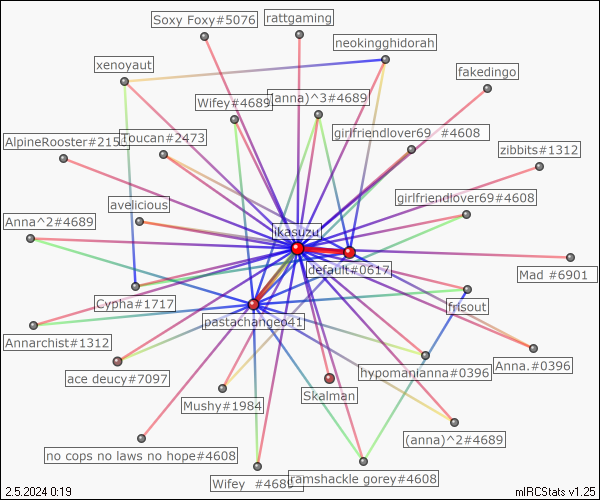 Soxy Foxy#5076
rattgaming
neokingghidorah
xenoyaut
fakedingo
Wifey#4689
(anna)^3#4689
girlfriendlover69 #4608
AlpineRooster#215
Toucan#2473
zibbits#1312
avelicious
girlfriendlover69#4608
Anna^2#4689
ikasuzu
default#0617
Mad #6901
Cypha#1717
frisout
pastachangeo41
Annarchist#1312
hypomanianna#0396
Anna.#0396
ace deucy#7097
Skalman
Mushy#1984
(anna)^2#4689
no cops no laws no hope#4608
Wifey #4689
ramshackle gorey#4608
2.5.2024 0:19
mIRCStats v1.25